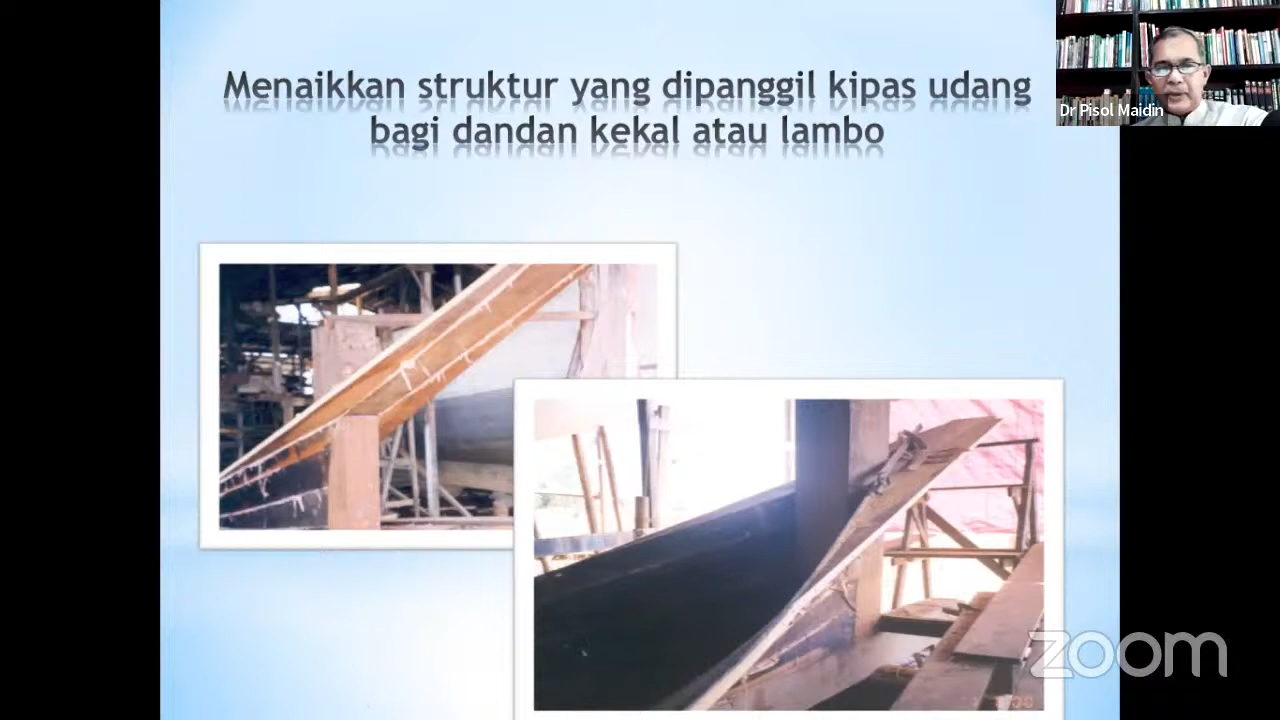 Menaikkan struktur yang dipanggil kipas udang
bagi dandan kekal atau lambo
Dr Pisol Maidin
zoom